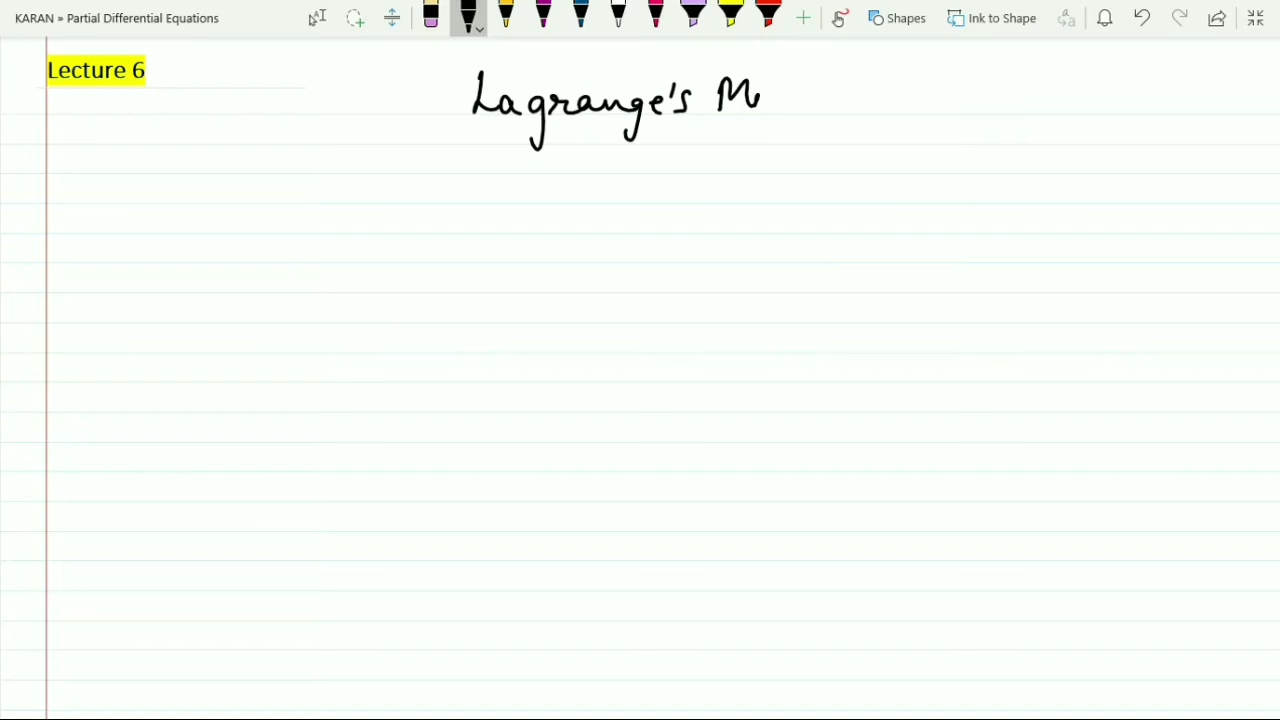 KARAN » Partial Differential Equations
Shapes
Ink to Shape
Lecture 6
Lagrange's M